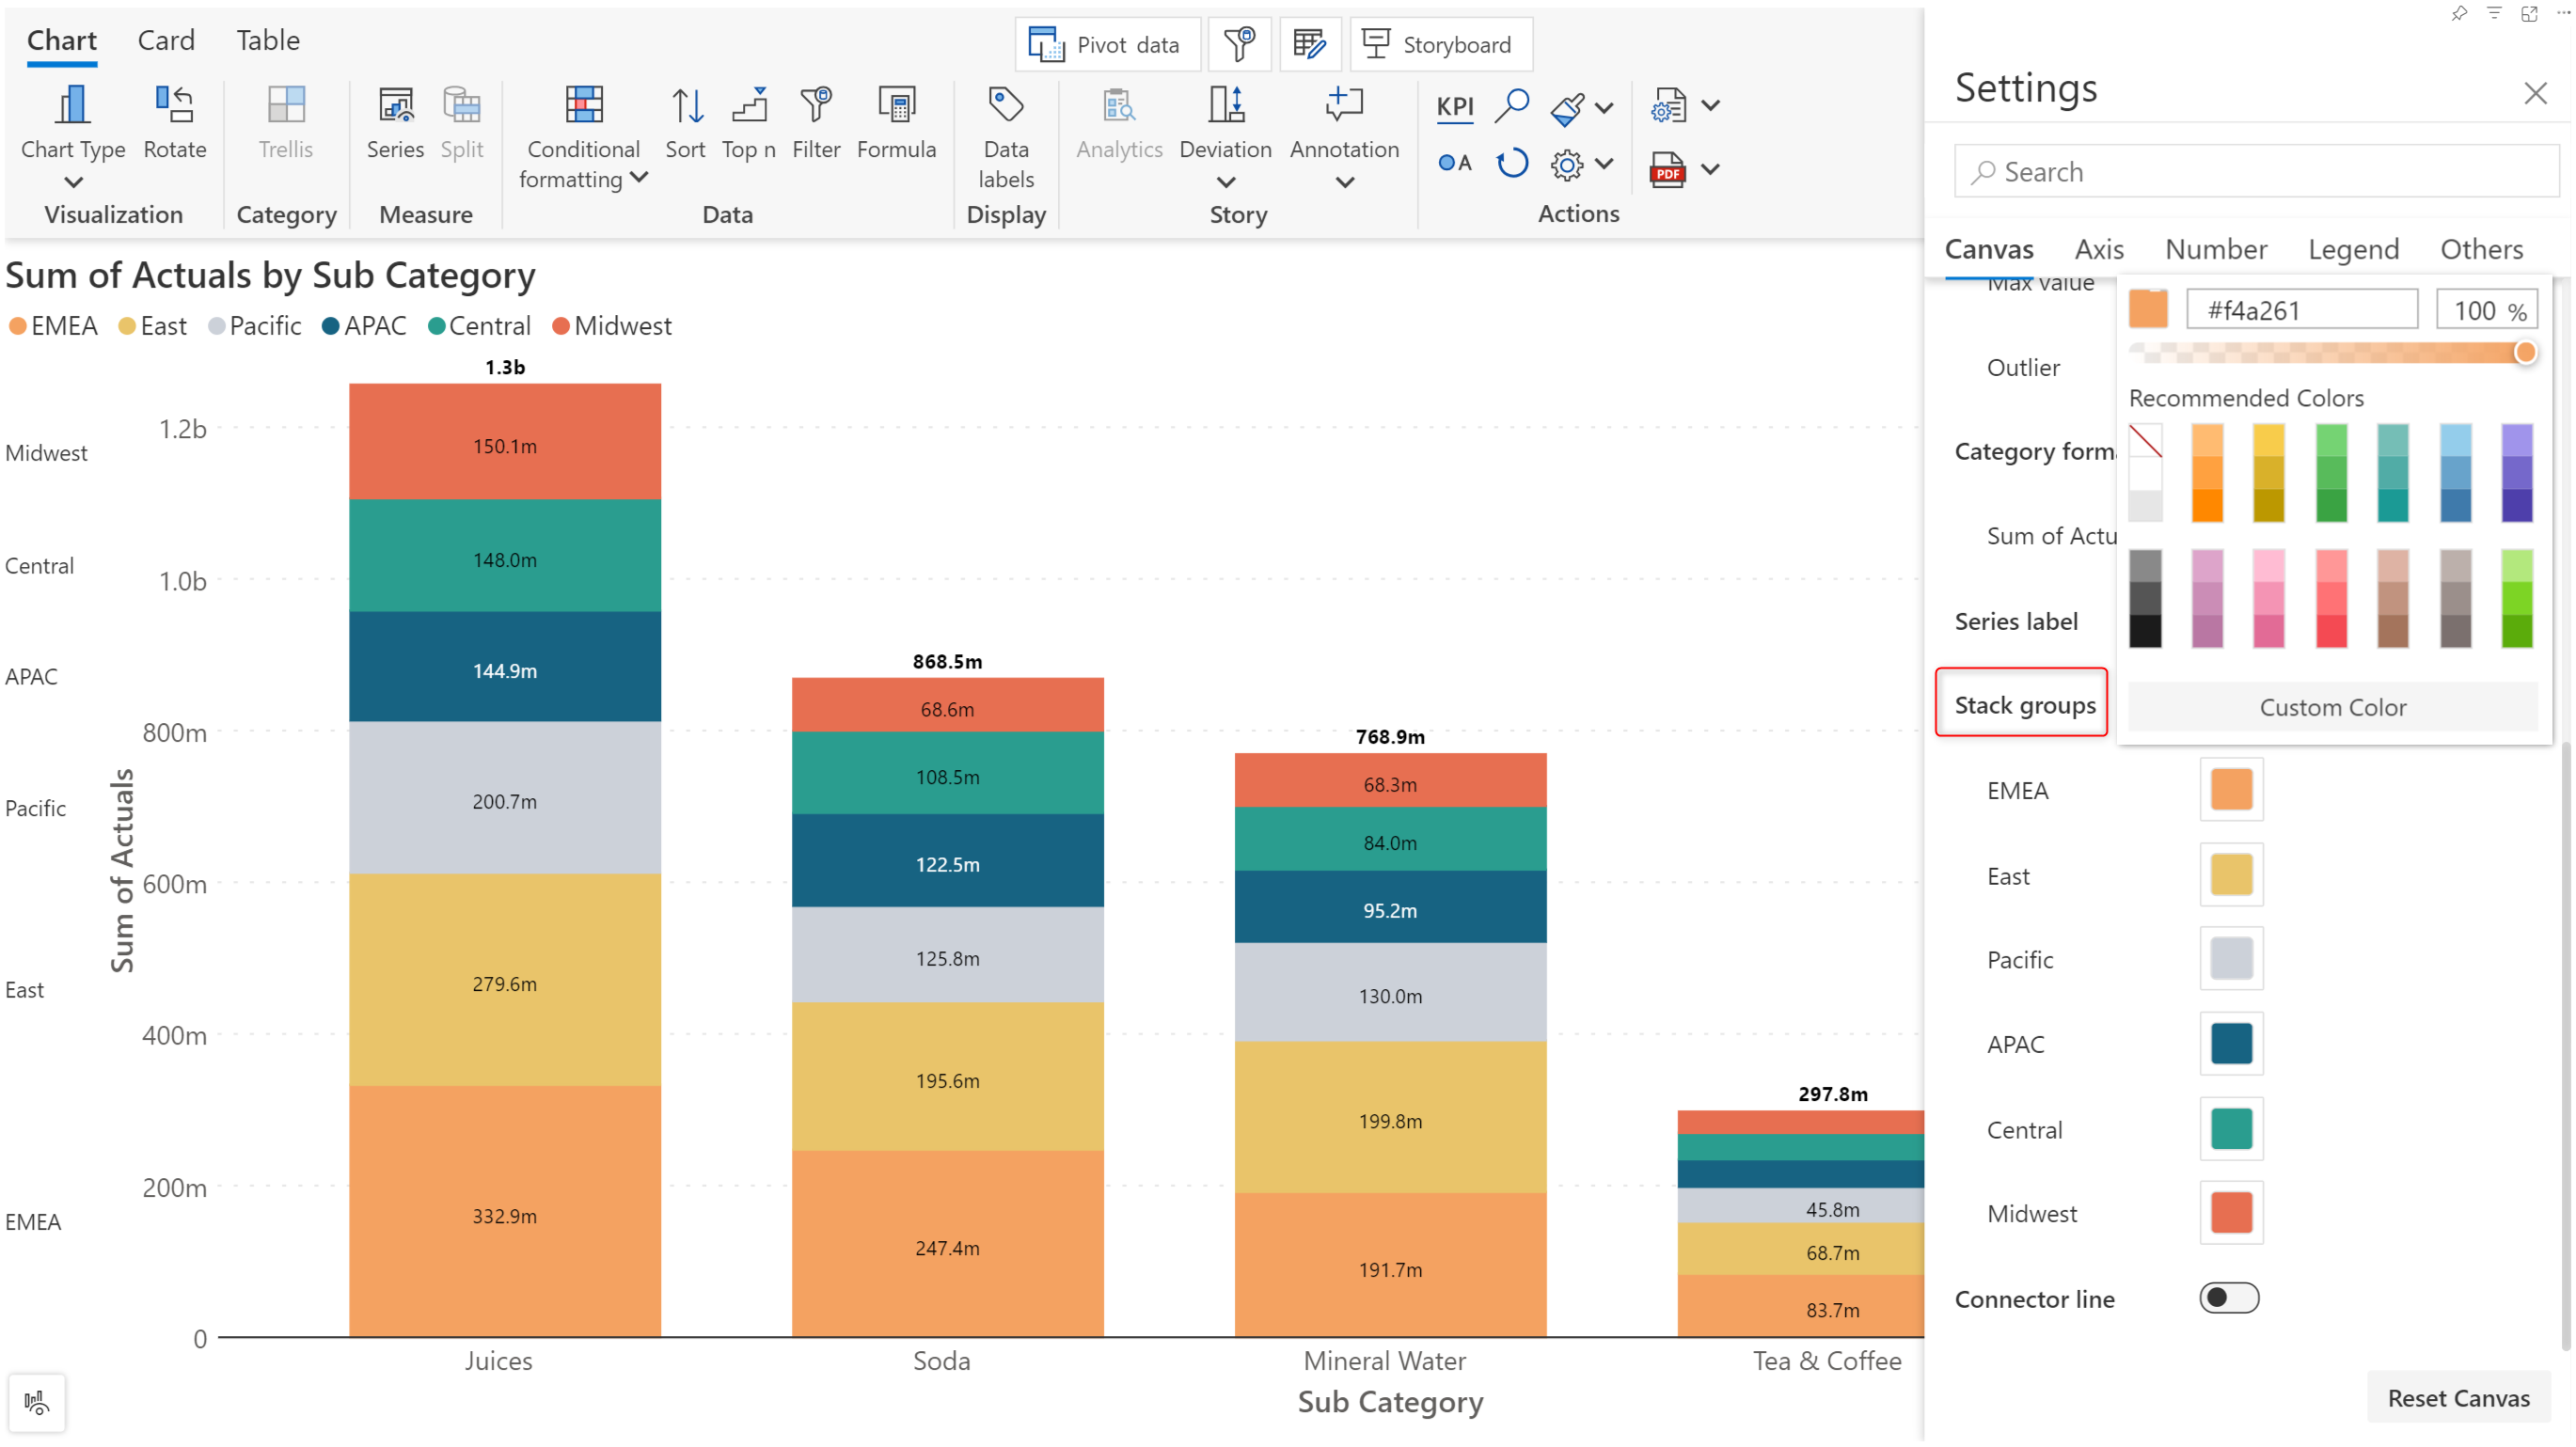 Chart Card Table
Pivot data
Storyboard
Chart Type
Rotate
Trellis
Series
Split
Conditional
formatting
Sort
Top n
Filter
Formula
Data
labels
Analytics
Deviation
Annotation
KPI
A
PDF
Visualization
Category
Measure
Data
Display
Story
Actions
Sum of Actuals by Sub Category
EMEA East Pacific APAC Central Midwest
Midwest
Central
APAC
Pacific
East
EMEA
Sum of Actuals
1.2b
1.0b
800m
600m
400m
200m
0
1.3b
150.1m
148.0m
144.9m
200.7m
279.6m
332.9m
868.5m
68.6m
108.5m
122.5m
125.8m
195.6m
247.4m
768.9m
68.3m
84.0m
95.2m
130.0m
199.8m
191.7m
297.8m
45.8m
68.7m
83.7m
Juices
Soda
Mineral Water
Tea & Coffee
Sub Category
Settings
Search
Canvas Axis Number Legend Others
Max value
#f4a261
100 %
Outlier
Recommended Colors
Category form
Sum of Actu
Series label
Stack groups
Custom Color
EMEA
East
Pacific
APAC
Central
Midwest
Connector line
Reset Canvas